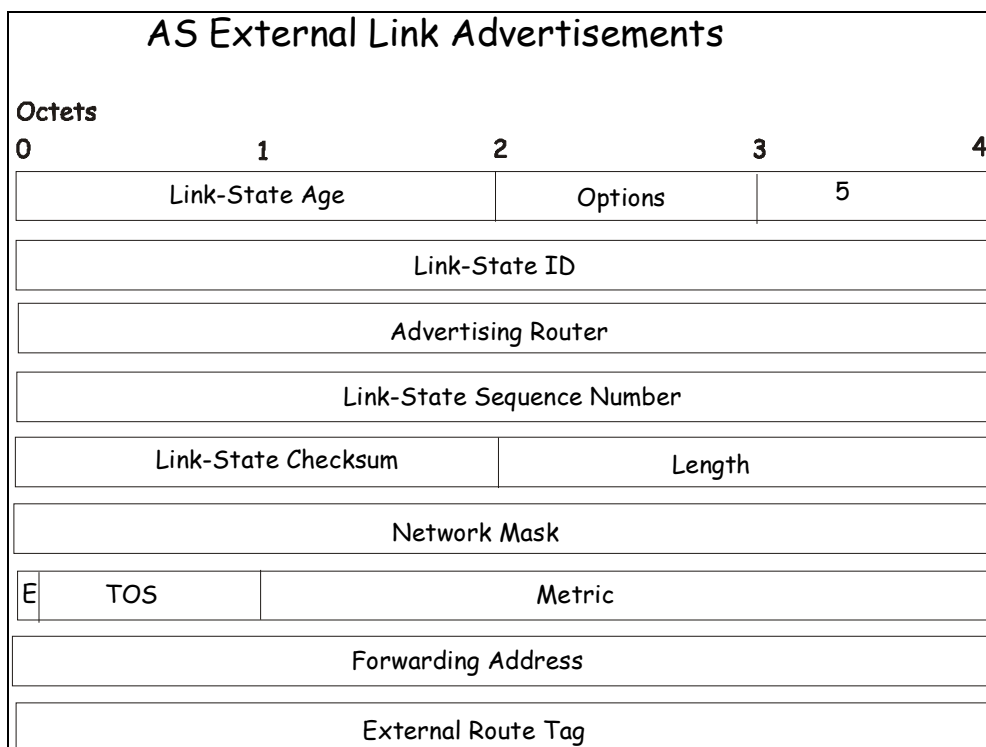 AS External Link Advertisements
Octets
0 1 2 3 4
Link-State Age Options 5
Link-State ID
Advertising Router
Link-State Sequence Number
Link-State Checksum Length
Network Mask
E TOS Metric
Forwarding Address
External Route Tag